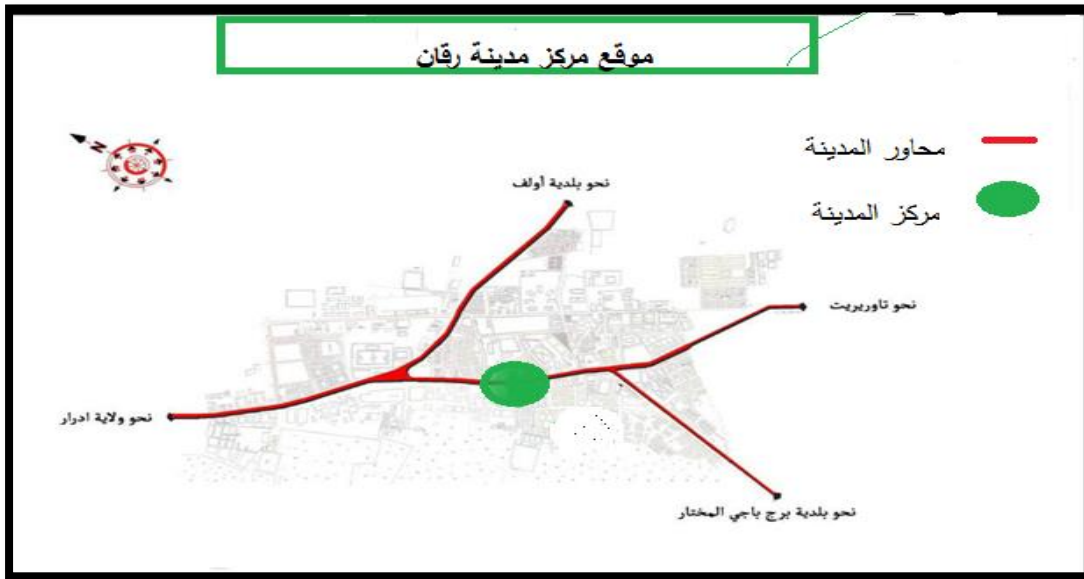 موقع مركز مدينة رقان
محاور المدينة
مركز المدينة
N
نحو بلدية أولف
نحو تاوريريت
نحو ولاية ادرار
نحو بلدية برج باجي المختار